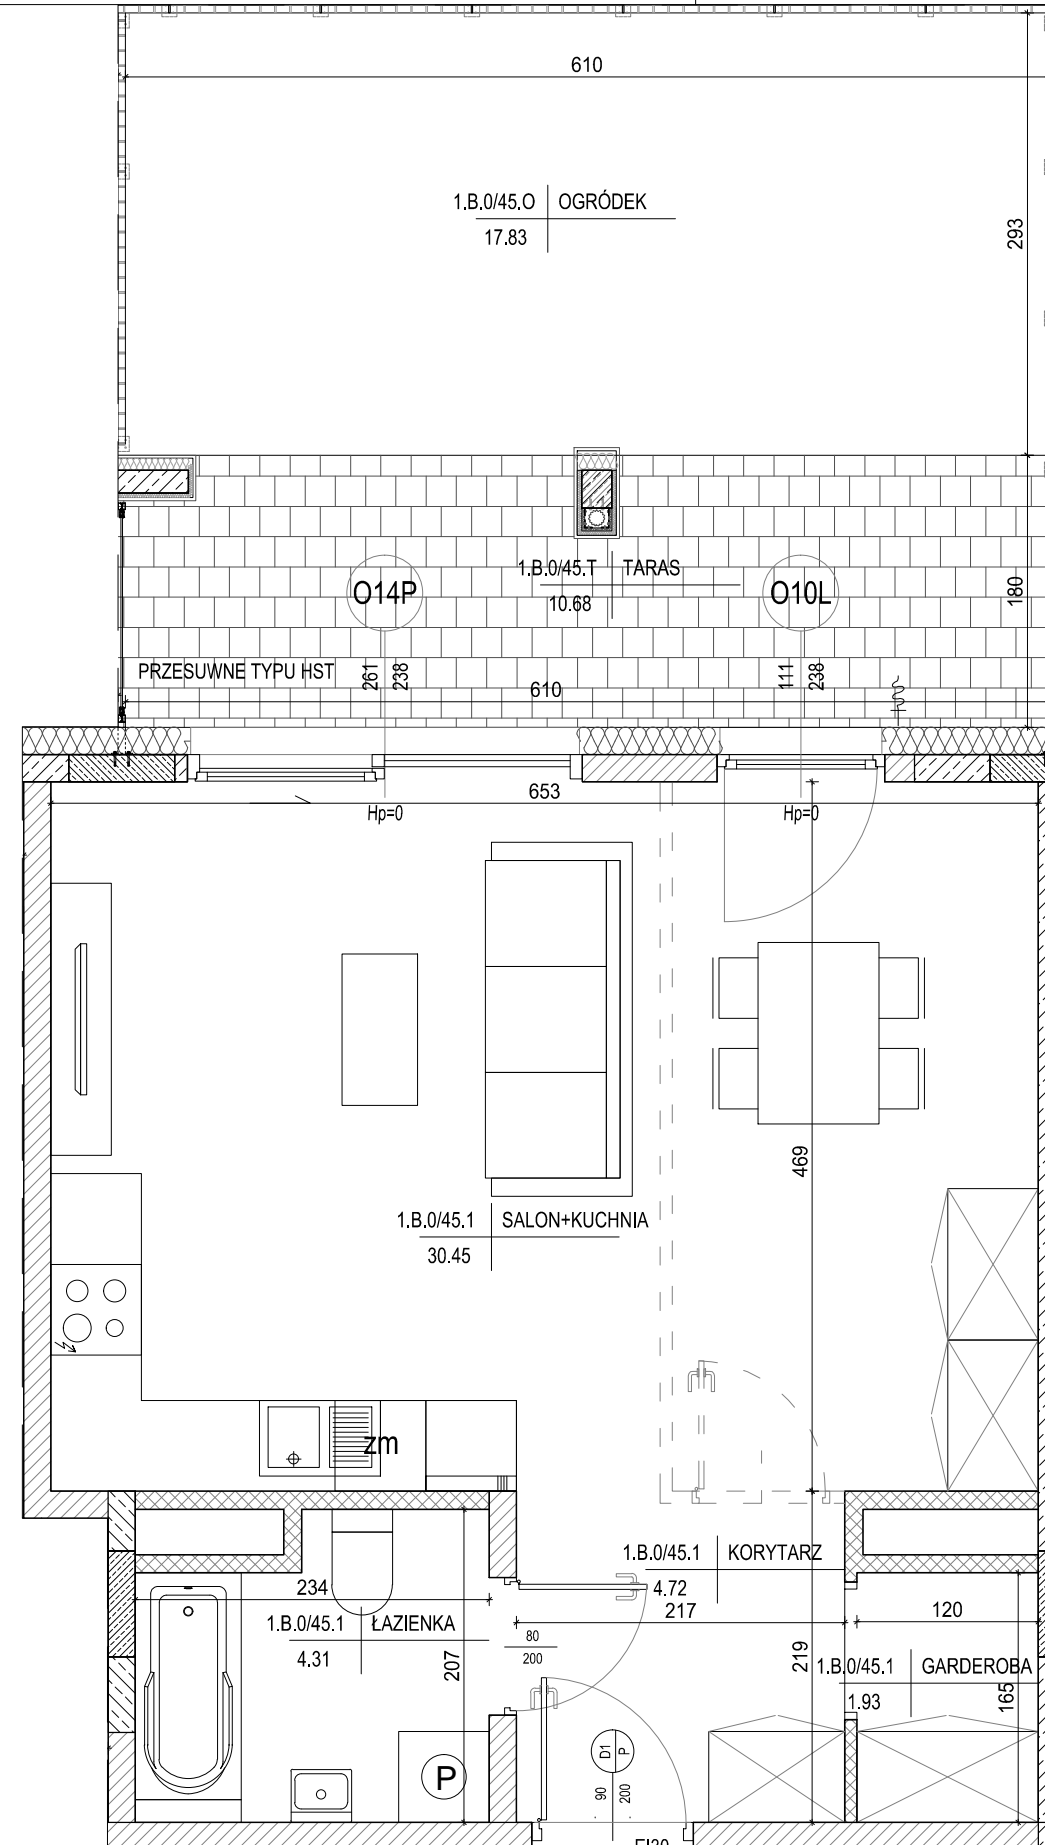 610
1.B.0/45.O OGRÓDEK
17.83
293
1.B.0/45.T TARAS
10.68
O14P
O10L
180
PRZESUWNE TYPU HST
261
238
111
238
610
653
Hp=0
Hp=0
469
1.B.0/45.1 SALON+KUCHNIA
30.45
zm
1.B.0/45.1 KORYTARZ
4.72
234
217
120
1.B.0/45.1 ŁAZIENKA
4.31
80
200
207
219
1.B.0/45.1 GARDEROBA
1.93
165
D1
P
90
200
P
EI30